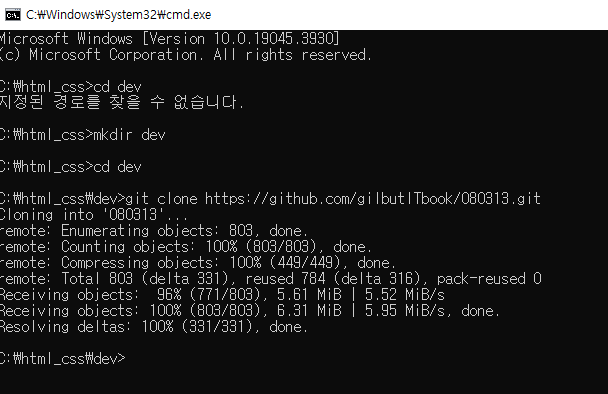 C:₩Windows₩System32₩cmd.exe
Microsoft Windows [Version 10.0.19045.3930]
(c) Microsoft Corporation. All rights reserved.
C:₩html_css>cd dev
지정된 경로를 찾을 수 없습니다.
C:₩html_css>mkdir dev
C:₩html_css>cd dev
C:₩html_css₩dev>git clone https://github.com/gilbutITbook/080313.git
Cloning into '080313'...
remote: Enumerating objects: 803, done.
remote: Counting objects: 100% (803/803), done.
remote: Compressing objects: 100% (449/449), done.
remote: Total 803 (delta 331), reused 784 (delta 316), pack-reused 0
Receiving objects:  96% (771/803), 5.61 MiB | 5.52 MiB/s
Receiving objects: 100% (803/803), 6.31 MiB | 5.95 MiB/s, done.
Resolving deltas: 100% (331/331), done.
C:₩html_css₩dev>